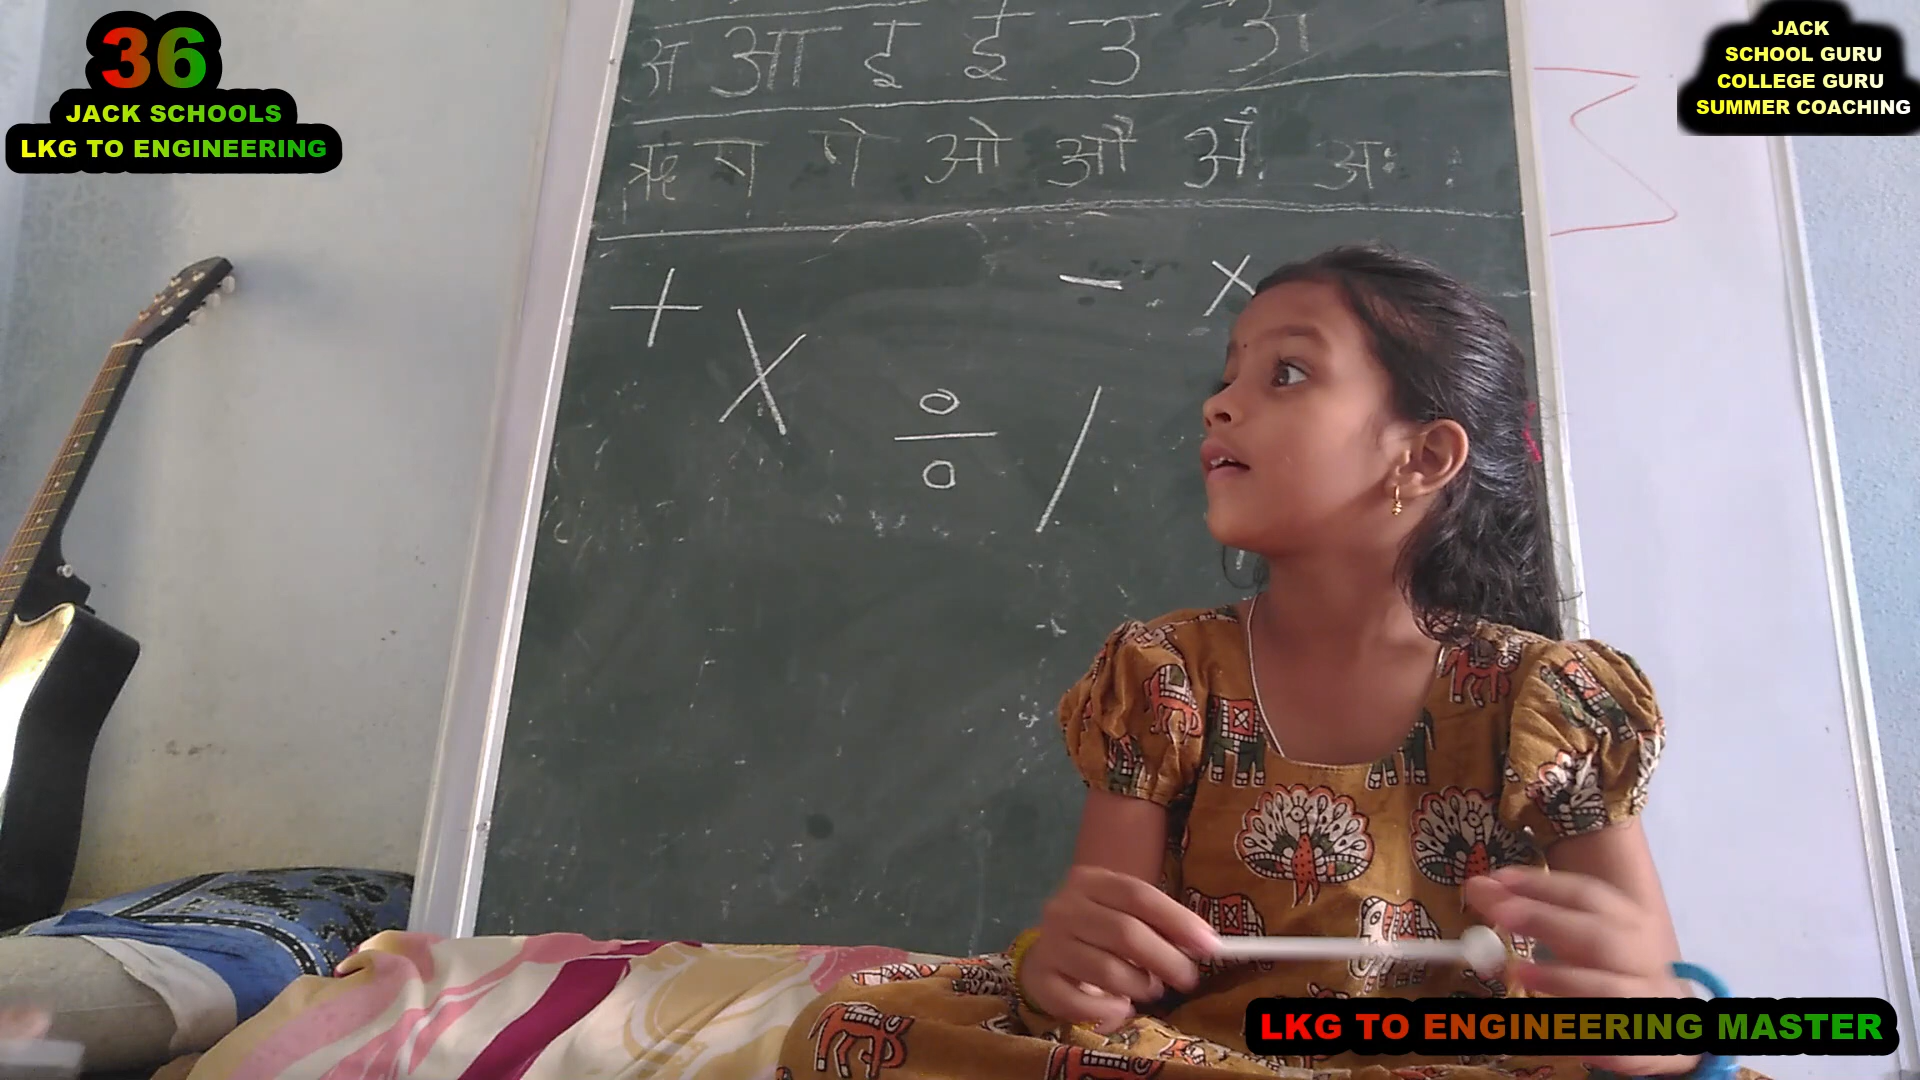 36
JACK SCHOOLS
LKG TO ENGINEERING
JACK
SCHOOL GURU
COLLEGE GURU
SUMMER COACHING
अ आ इ ई उ
ऋ ओ औ अः
+ - ×
×
÷ /
LKG TO ENGINEERING MASTER